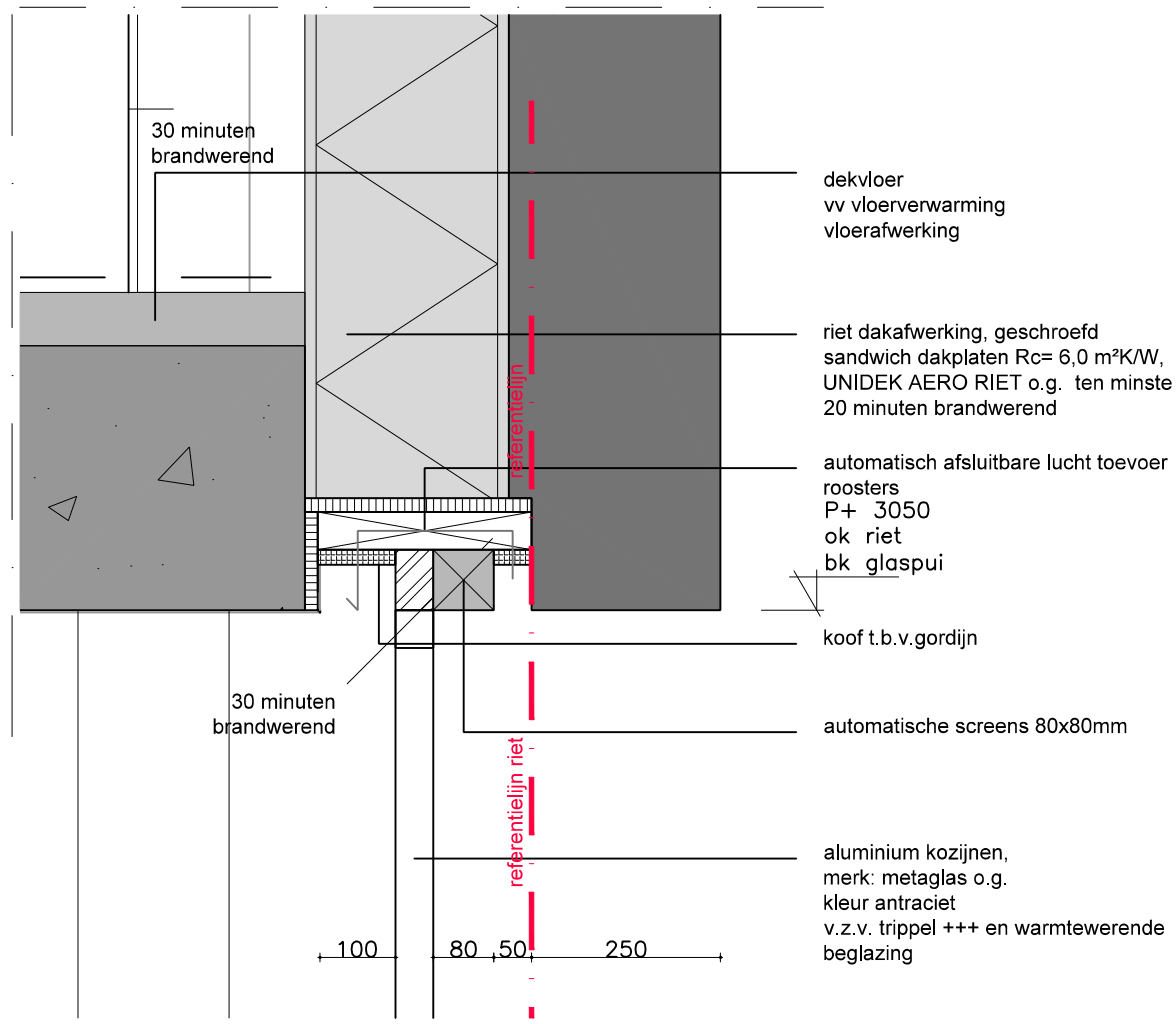 30 minuten
brandwerend
dekvloer
vv vloerverwarming
vloerafwerking
riet dakafwerking, geschroefd
sandwich dakplaten Rc= 6,0 m²K/W,
UNIDEK AERO RIET o.g. ten minste
20 minuten brandwerend
referentielijn
automatisch afsluitbare lucht toevoer
roosters
P+ 3050
ok riet
bk glaspui
koof t.b.v.gordijn
30 minuten
brandwerend
automatische screens 80x80mm
referentielijn riet
aluminium kozijnen,
merk: metaglas o.g.
kleur antraciet
v.z.v. trippel +++ en warmtewerende
beglazing
100 80 50 250